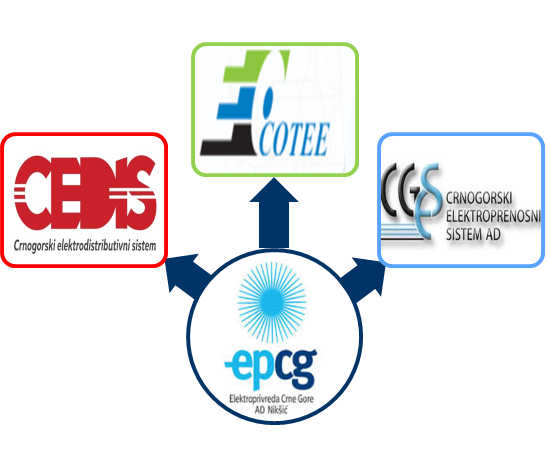 COTEE
CEDIS
Crnogorski elektrodistributivni sistem
CGES
CRNOGORSKI
ELEKTROPRENOSNI
SISTEM AD
epcg
Elektroprivreda Crne Gore
AD Nikšić